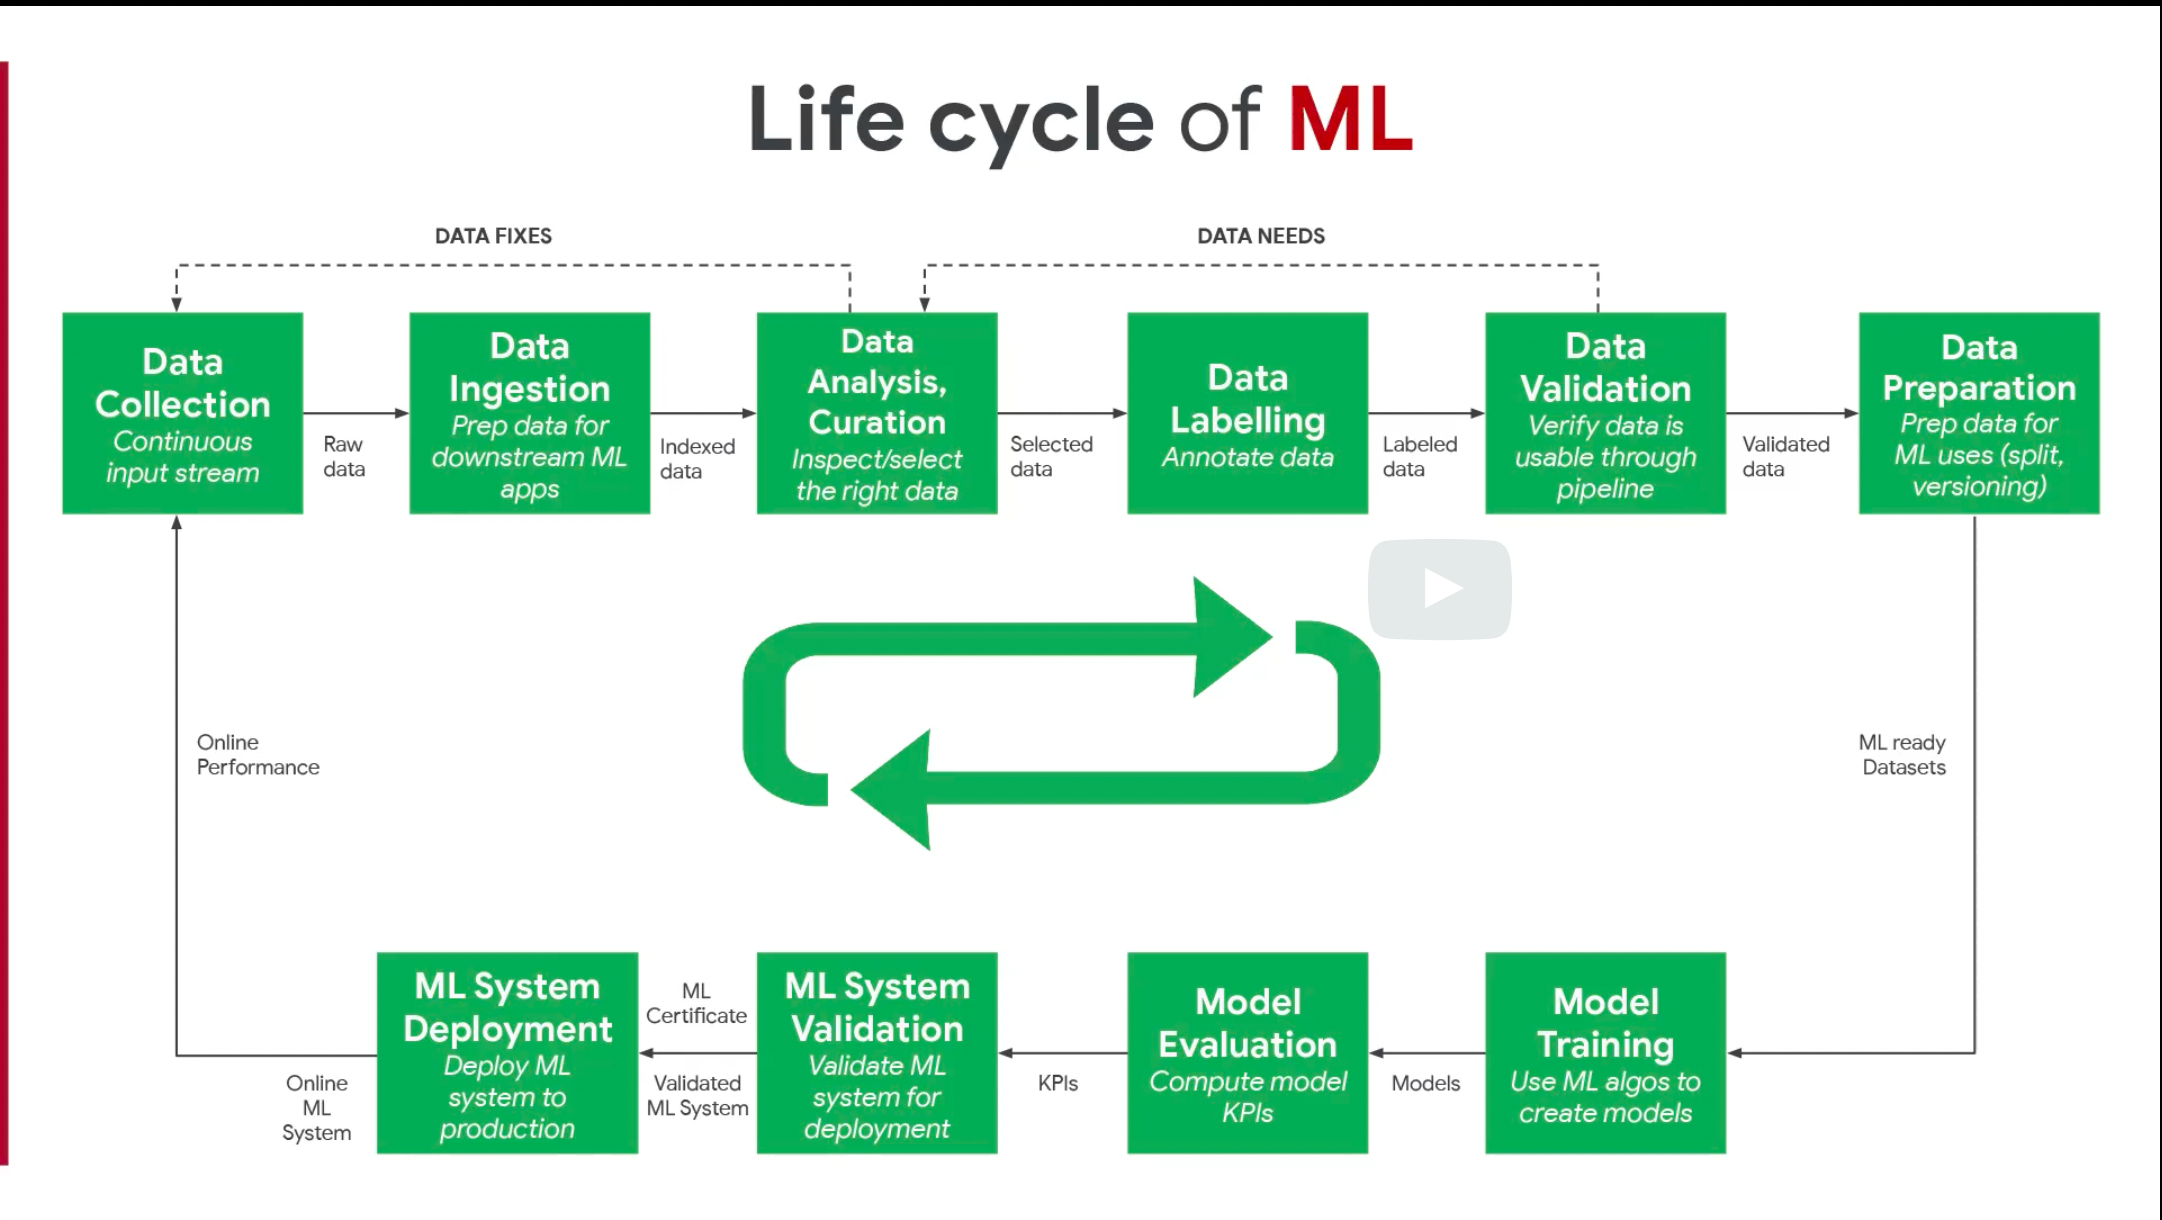 Life cycle of ML
DATA FIXES
DATA NEEDS
Data
Collection
Continuous
input stream
Raw
data
Data
Ingestion
Prep data for
downstream ML
apps
Indexed
data
Data
Analysis,
Curation
Inspect/select
the right data
Selected
data
Data
Labelling
Annotate data
Labeled
data
Data
Validation
Verify data is
usable through
pipeline
Validated
data
Data
Preparation
Prep data for
ML uses (split,
versioning)
ML ready
Datasets
Model
Training
Use ML algos to
create models
Models
Model
Evaluation
Compute model
KPIs
KPIs
ML System
Validation
Validate ML
system for
deployment
ML
Certificate
Validated
ML System
ML System
Deployment
Deploy ML
system to
production
Online
ML
System
Online
Performance